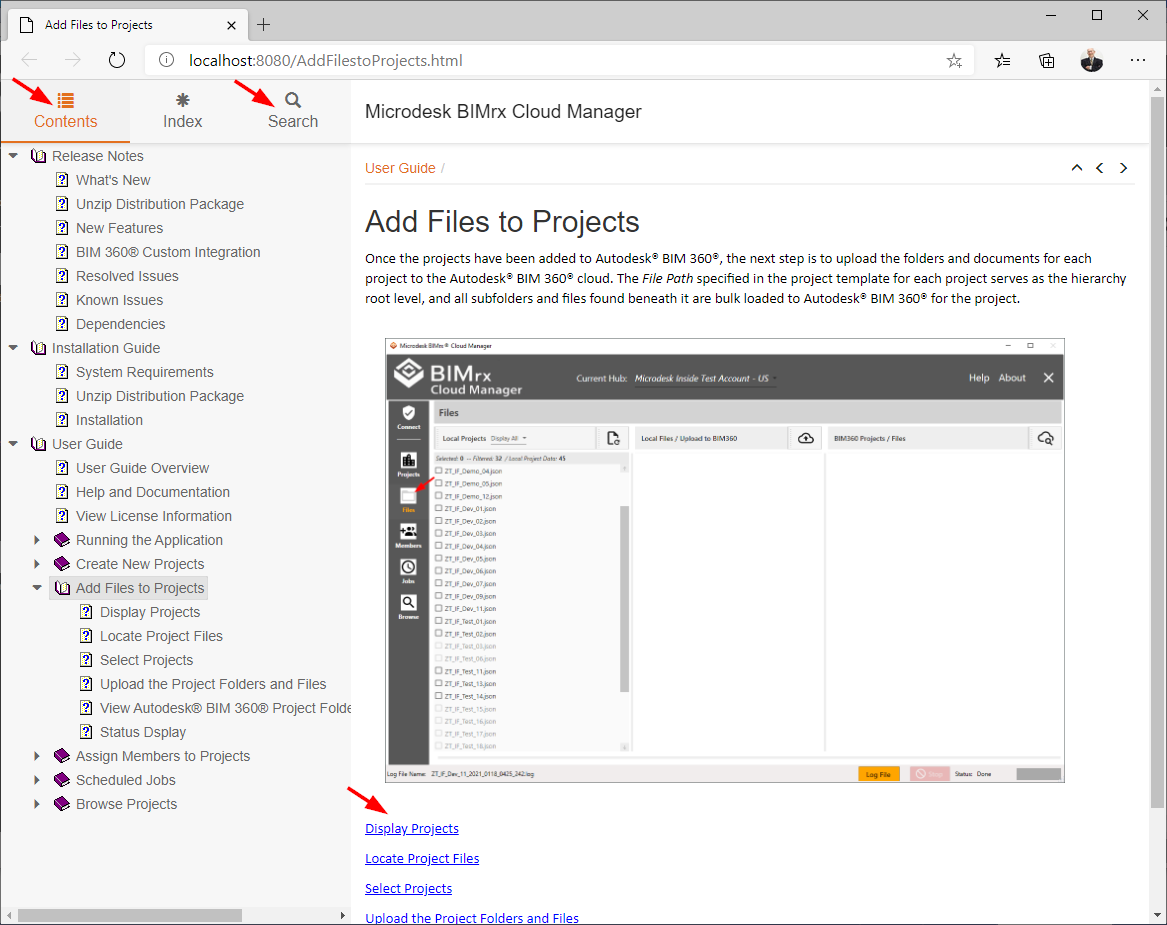 Add Files to Projects
localhost:8080/AddFilestoProjects.html
Contents
Index
Search
Release Notes
What's New
Unzip Distribution Package
New Features
BIM 360® Custom Integration
Resolved Issues
Known Issues
Dependencies
Installation Guide
System Requirements
Unzip Distribution Package
Installation
User Guide
User Guide Overview
Help and Documentation
View License Information
Running the Application
Create New Projects
Add Files to Projects
Display Projects
Locate Project Files
Select Projects
Upload the Project Folders and Files
View Autodesk® BIM 360® Project Folde
Status Dsplay
Assign Members to Projects
Scheduled Jobs
Browse Projects
Microdesk BIMrx Cloud Manager
User Guide /
Add Files to Projects
Once the projects have been added to Autodesk® BIM 360®, the next step is to upload the folders and documents for each
project to the Autodesk® BIM 360® cloud. The File Path specified in the project template for each project serves as the hierarchy
root level, and all subfolders and files found beneath it are bulk loaded to Autodesk® BIM 360® for the project.
Microdesk BIMrx® Cloud Manager
BIMrx
Cloud Manager
Current Hub: Microdesk Inside Test Account - US
Help About
Connect
Projects
Files
Members
Jobs
Browse
Files
Local Projects Display All
Local Files / Upload to BIM360
BIM360 Projects / Files
Selected: 0 -- Filtered: 32 / Local Project Data: 45
ZT_IF_Demo_04.json
ZT_IF_Demo_05.json
ZT_IF_Demo_12.json
ZT_IF_Dev_01.json
ZT_IF_Dev_02.json
ZT_IF_Dev_03.json
ZT_IF_Dev_04.json
ZT_IF_Dev_05.json
ZT_IF_Dev_06.json
ZT_IF_Dev_07.json
ZT_IF_Dev_09.json
ZT_IF_Dev_11.json
ZT_IF_Test_01.json
ZT_IF_Test_02.json
ZT_IF_Test_03.json
ZT_IF_Test_06.json
ZT_IF_Test_11.json
ZT_IF_Test_13.json
ZT_IF_Test_14.json
ZT_IF_Test_15.json
ZT_IF_Test_16.json
ZT_IF_Test_17.json
ZT_IF_Test_18.json
Log File Name: ZT_IF_Dev_11_2021_0118_0425_242.log
Log File
Stop
Status: Done
Display Projects
Locate Project Files
Select Projects
Upload the Project Folders and Files